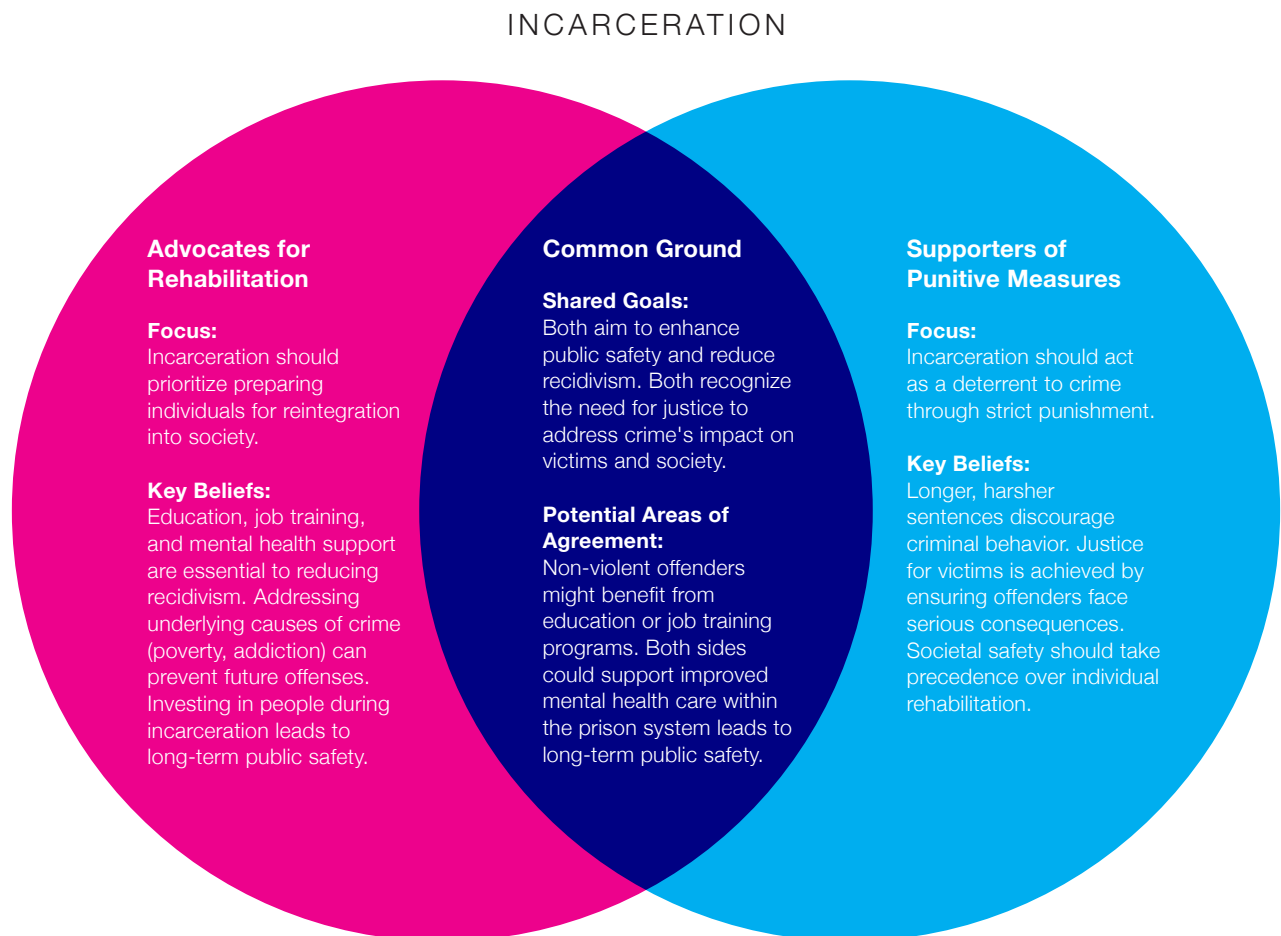 INCARCERATION
Advocates for
Rehabilitation
Focus:
Incarceration should
prioritize preparing
individuals for reintegration
into society.
Key Beliefs:
Education, job training,
and mental health support
are essential to reducing
recidivism. Addressing
underlying causes of crime
(poverty, addiction) can
prevent future offenses.
Investing in people during
incarceration leads to
long-term public safety.
Common Ground
Shared Goals:
Both aim to enhance
public safety and reduce
recidivism. Both recognize
the need for justice to
address crime's impact on
victims and society.
Potential Areas of
Agreement:
Non-violent offenders
might benefit from
education or job training
programs. Both sides
could support improved
mental health care within
the prison system leads to
long-term public safety.
Supporters of
Punitive Measures
Focus:
Incarceration should act
as a deterrent to crime
through strict punishment.
Key Beliefs:
Longer, harsher
sentences discourage
criminal behavior. Justice
for victims is achieved by
ensuring offenders face
serious consequences.
Societal safety should take
precedence over individual
rehabilitation.